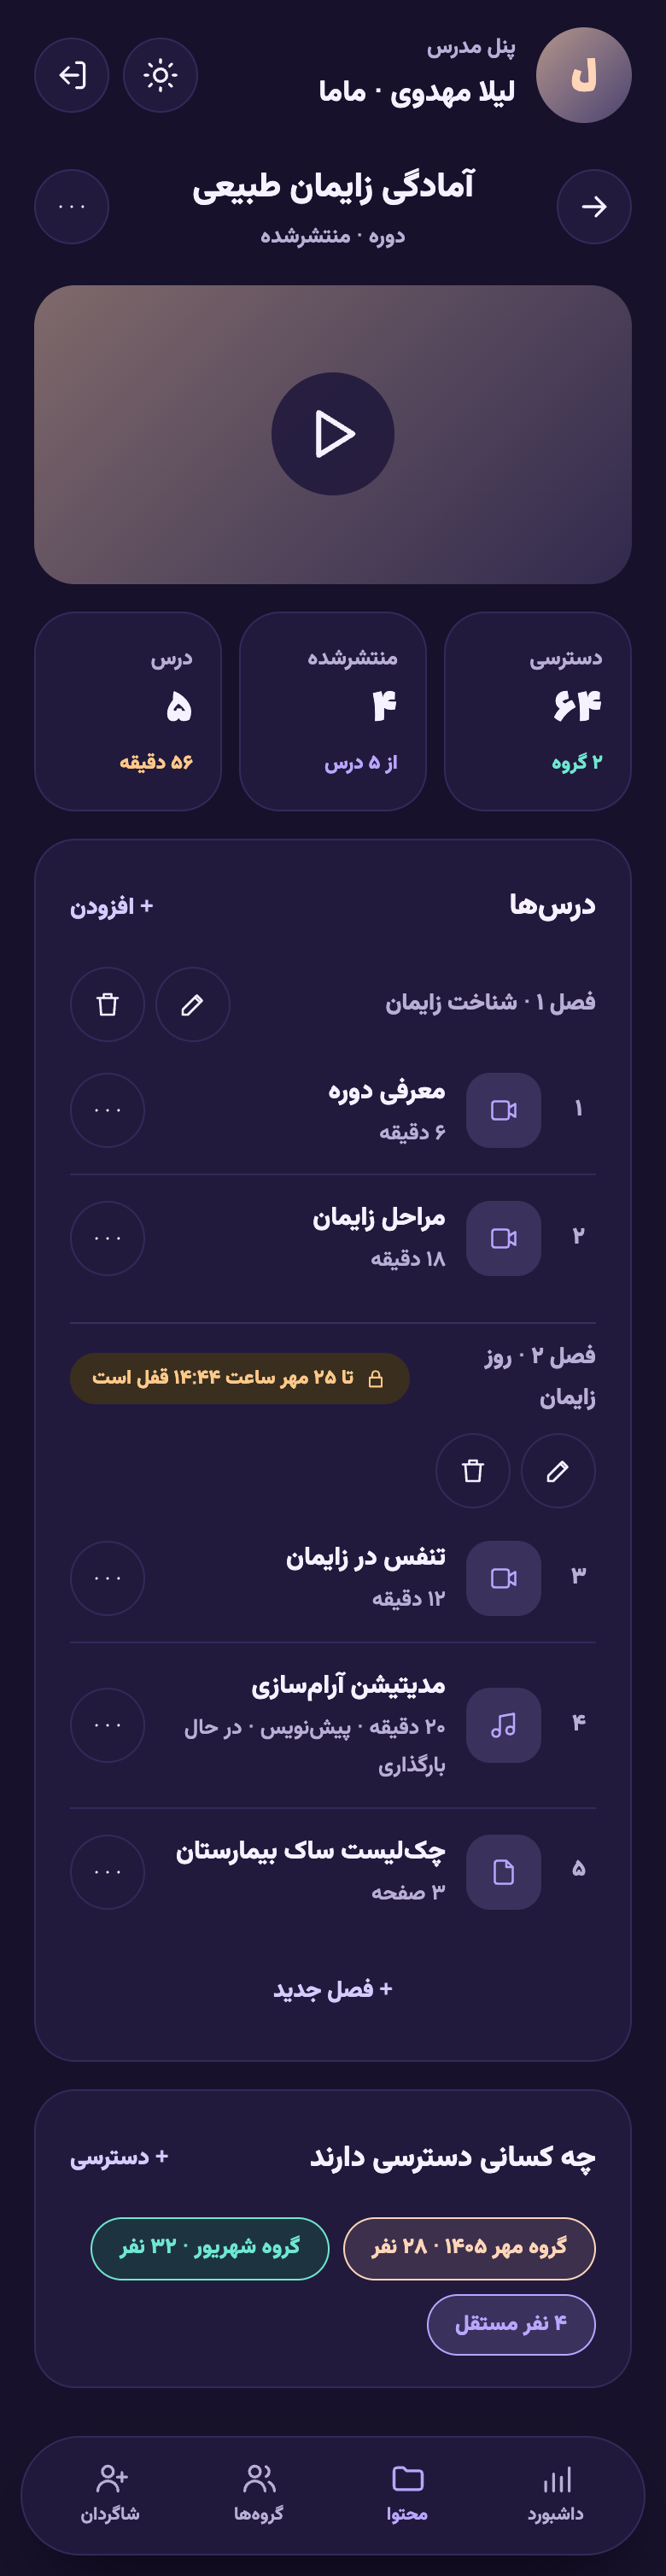 ل
پنل مدرس
لیلا مهدوی · ماما
آمادگی زایمان طبیعی
دوره · منتشرشده
دسترسی
۶۴
۲ گروه
منتشرشده
۴
از ۵ درس
درس
۵
۵۶ دقیقه
درس‌ها
+ افزودن
فصل ۱ · شناخت زایمان
۱
معرفی دوره
۶ دقیقه
۲
مراحل زایمان
۱۸ دقیقه
فصل ۲ · روز
زایمان
تا ۲۵ مهر ساعت ۱۴:۴۴ قفل است
۳
تنفس در زایمان
۱۲ دقیقه
۴
مدیتیشن آرام‌سازی
۲۰ دقیقه · پیش‌نویس · در حال
بارگذاری
۵
چک‌لیست ساک بیمارستان
۳ صفحه
+ فصل جدید
چه کسانی دسترسی دارند
+ دسترسی
گروه مهر ۱۴۰۵ · ۲۸ نفر
گروه شهریور · ۳۲ نفر
۴ نفر مستقل
داشبورد
محتوا
گروه‌ها
شاگردان